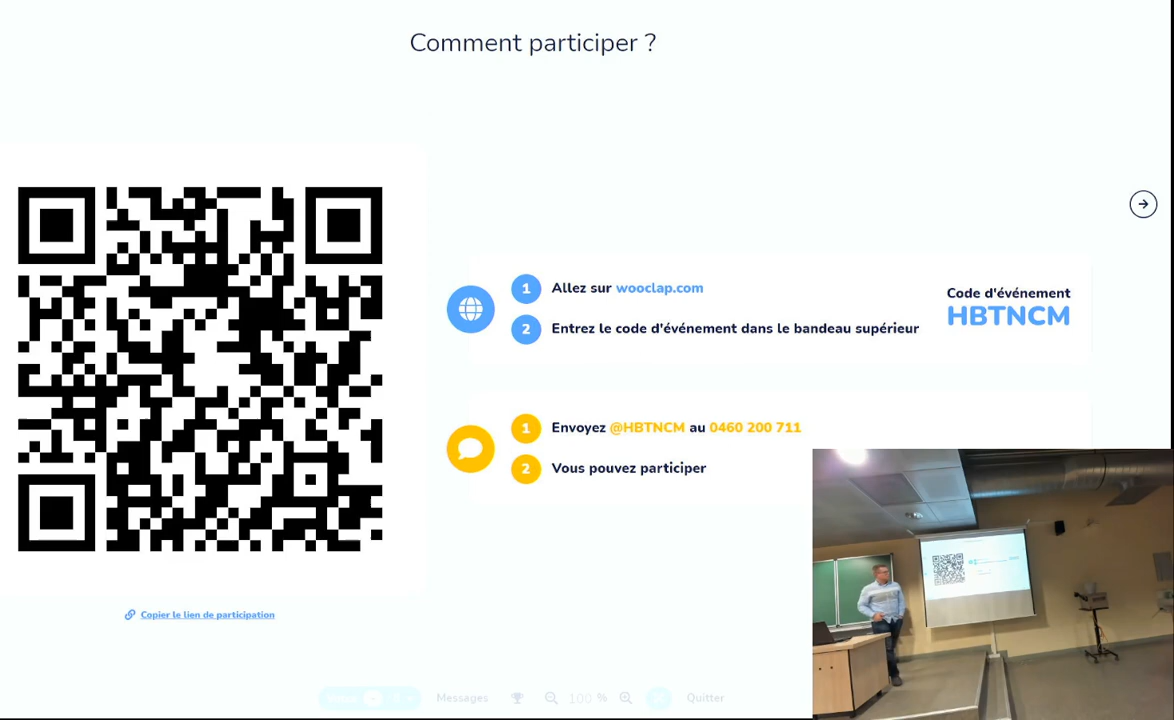 Comment participer ?
1 Allez sur wooclap.com
2 Entrez le code d'événement dans le bandeau supérieur
Code d'événement
HBTNCM
1 Envoyez @HBTNCM au 0460 200 711
2 Vous pouvez participer
Copier le lien de participation
Messages
100 %
Quitter